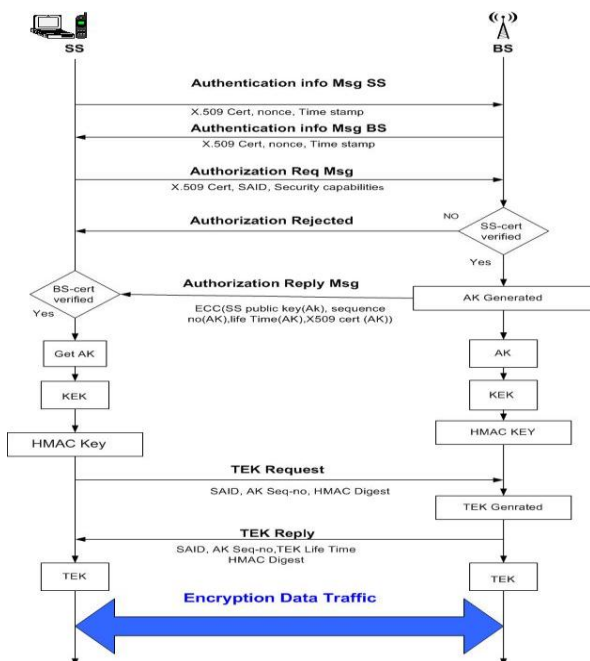 SS
BS
Authentication info Msg SS
X.509 Cert, nonce, Time stamp
Authentication info Msg BS
X.509 Cert, nonce, Time stamp
Authorization Req Msg
X.509 Cert, SAID, Security capabilities
Authorization Rejected
NO
SS-cert
verified
Yes
Authorization Reply Msg
BS-cert
verified
Yes
ECC(SS public key(Ak), sequence
no(AK),life Time(AK),X509 cert (AK))
AK Generated
Get AK
AK
KEK
KEK
HMAC Key
HMAC KEY
TEK Request
SAID, AK Seq-no, HMAC Digest
TEK Genrated
TEK Reply
SAID, AK Seq-no,TEK Life Time
HMAC Digest
TEK
TEK
Encryption Data Traffic